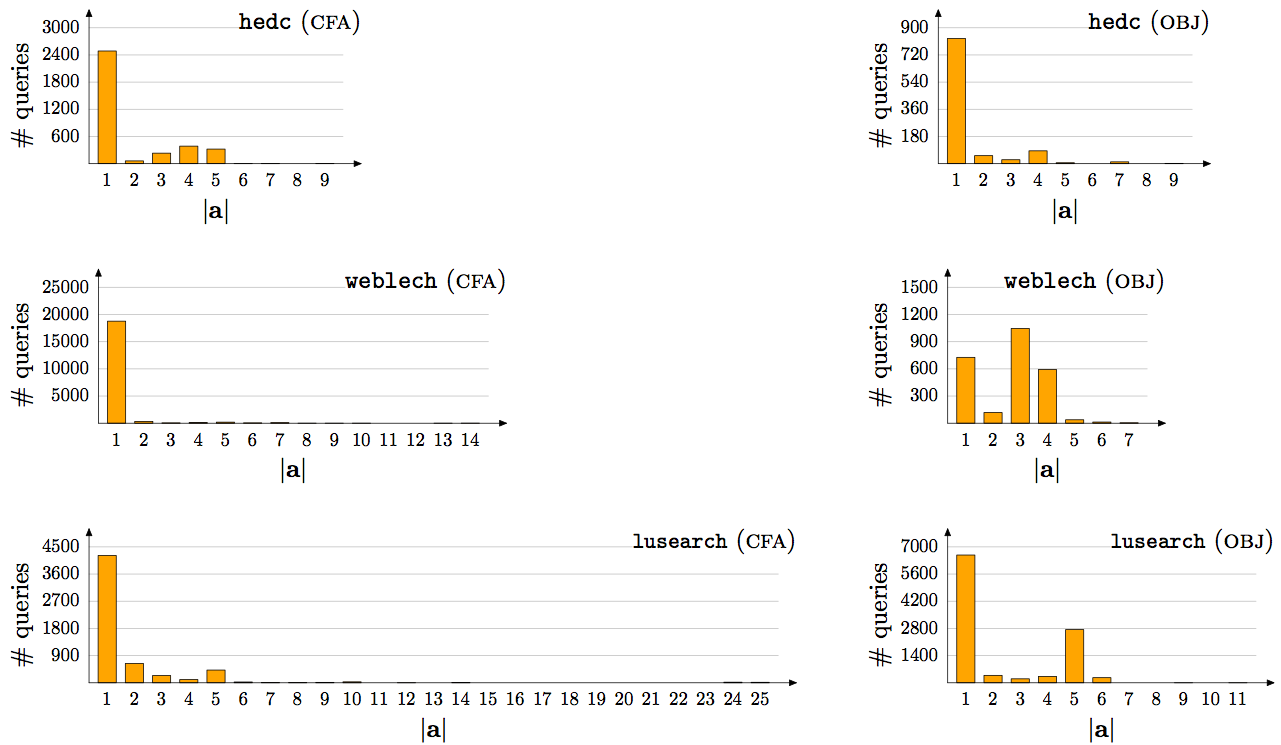 hedc (CFA)
# queries
3000
2400
1800
1200
600
1 2 3 4 5 6 7 8 9
|a|
hedc (OBJ)
# queries
900
720
540
360
180
1 2 3 4 5 6 7 8 9
|a|
weblech (CFA)
# queries
25000
20000
15000
10000
5000
1 2 3 4 5 6 7 8 9 10 11 12 13 14
|a|
weblech (OBJ)
# queries
1500
1200
900
600
300
1 2 3 4 5 6 7
|a|
lusearch (CFA)
# queries
4500
3600
2700
1800
900
1 2 3 4 5 6 7 8 9 10 11 12 13 14 15 16 17 18 19 20 21 22 23 24 25
|a|
lusearch (OBJ)
# queries
7000
5600
4200
2800
1400
1 2 3 4 5 6 7 8 9 10 11
|a|